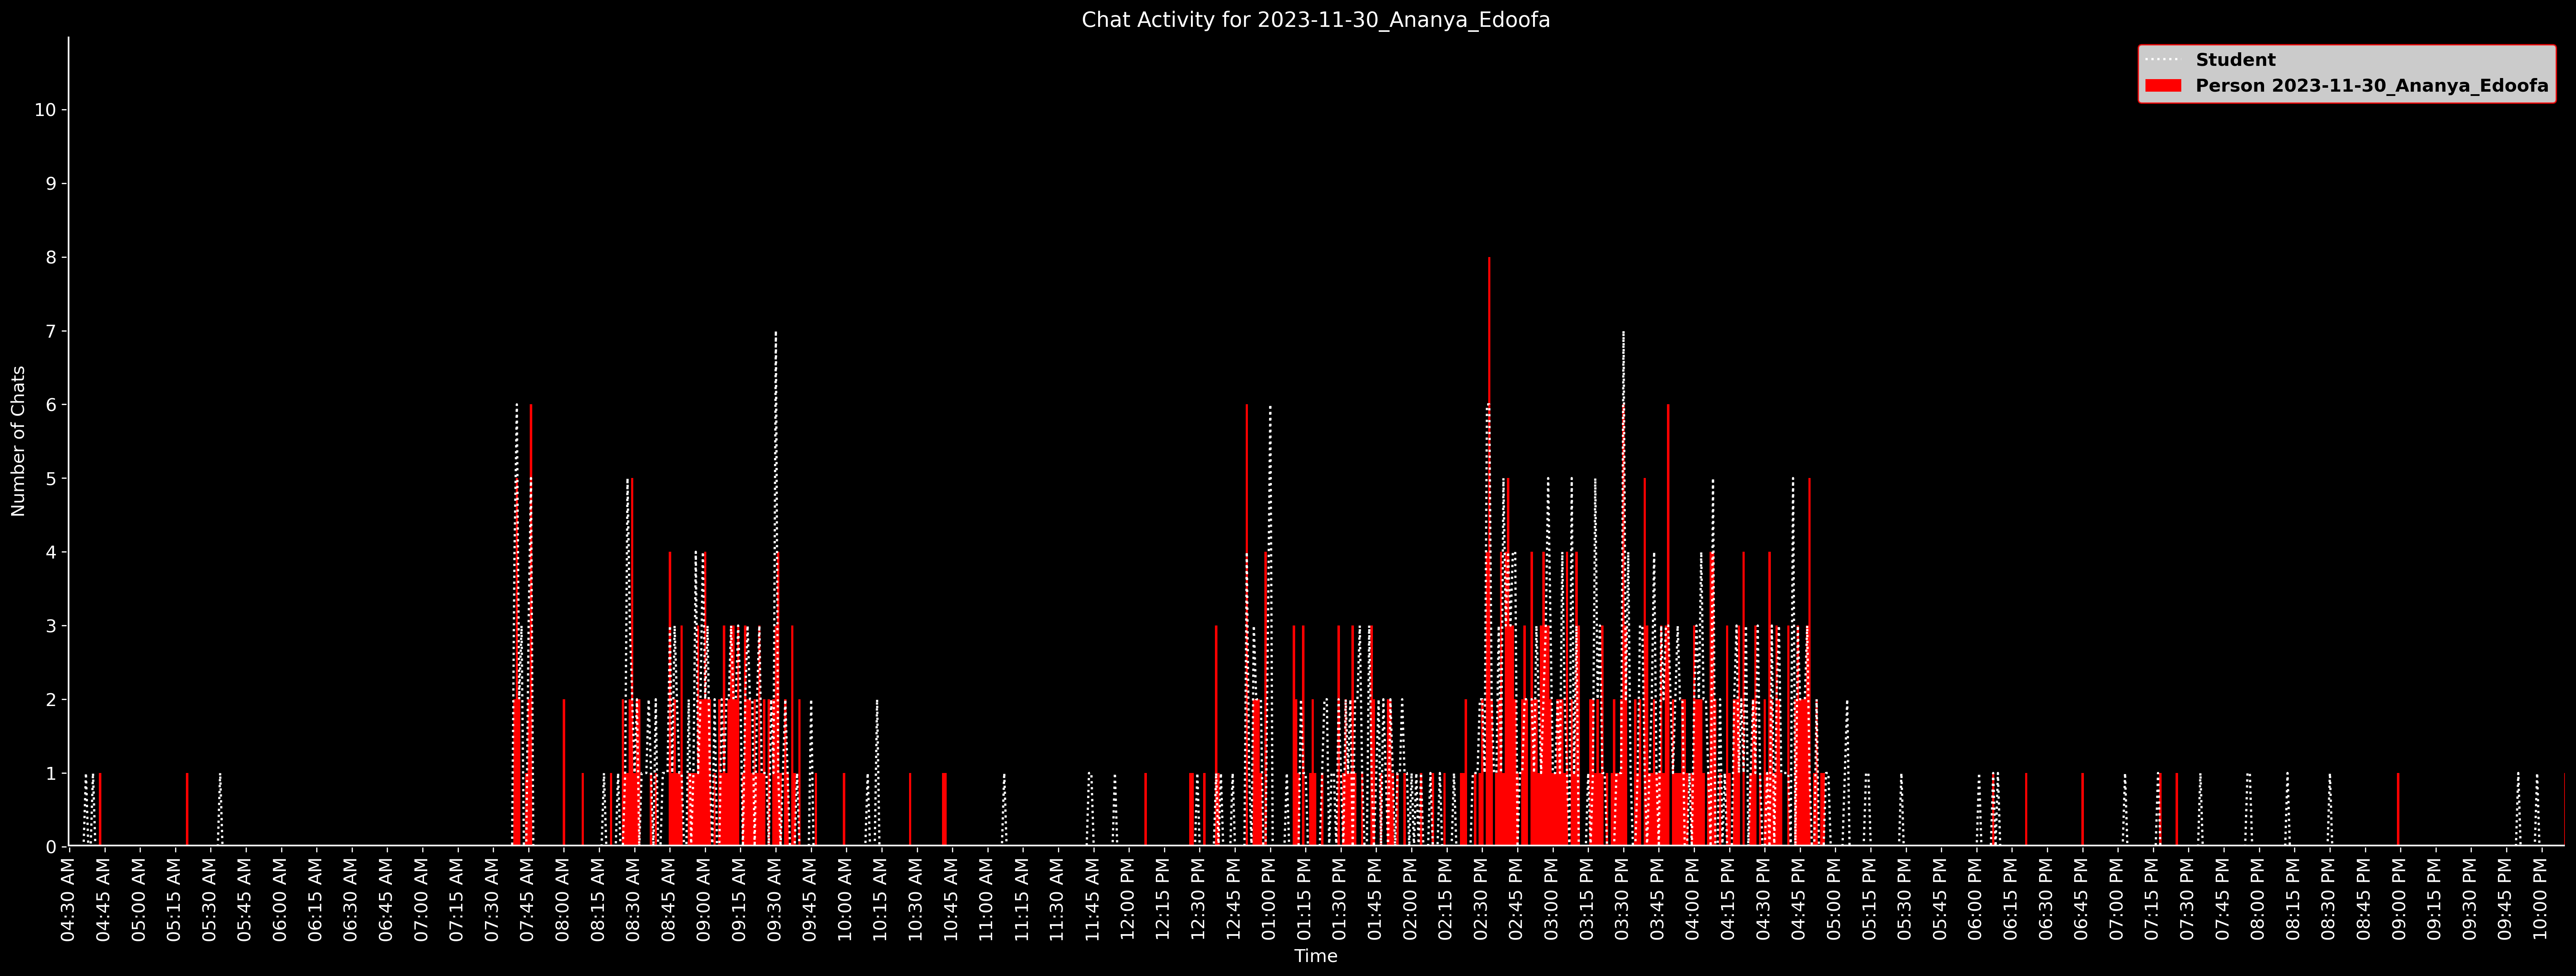 Chat Activity for 2023-11-30_Ananya_Edoofa
Student
Person 2023-11-30_Ananya_Edoofa
Number of Chats
10
9
8
7
6
5
4
3
2
1
0
04:30 AM
04:45 AM
05:00 AM
05:15 AM
05:30 AM
05:45 AM
06:00 AM
06:15 AM
06:30 AM
06:45 AM
07:00 AM
07:15 AM
07:30 AM
07:45 AM
08:00 AM
08:15 AM
08:30 AM
08:45 AM
09:00 AM
09:15 AM
09:30 AM
09:45 AM
10:00 AM
10:15 AM
10:30 AM
10:45 AM
11:00 AM
11:15 AM
11:30 AM
11:45 AM
12:00 PM
12:15 PM
12:30 PM
12:45 PM
01:00 PM
01:15 PM
01:30 PM
01:45 PM
02:00 PM
02:15 PM
02:30 PM
02:45 PM
03:00 PM
03:15 PM
03:30 PM
03:45 PM
04:00 PM
04:15 PM
04:30 PM
04:45 PM
05:00 PM
05:15 PM
05:30 PM
05:45 PM
06:00 PM
06:15 PM
06:30 PM
06:45 PM
07:00 PM
07:15 PM
07:30 PM
07:45 PM
08:00 PM
08:15 PM
08:30 PM
08:45 PM
09:00 PM
09:15 PM
09:30 PM
09:45 PM
10:00 PM
Time